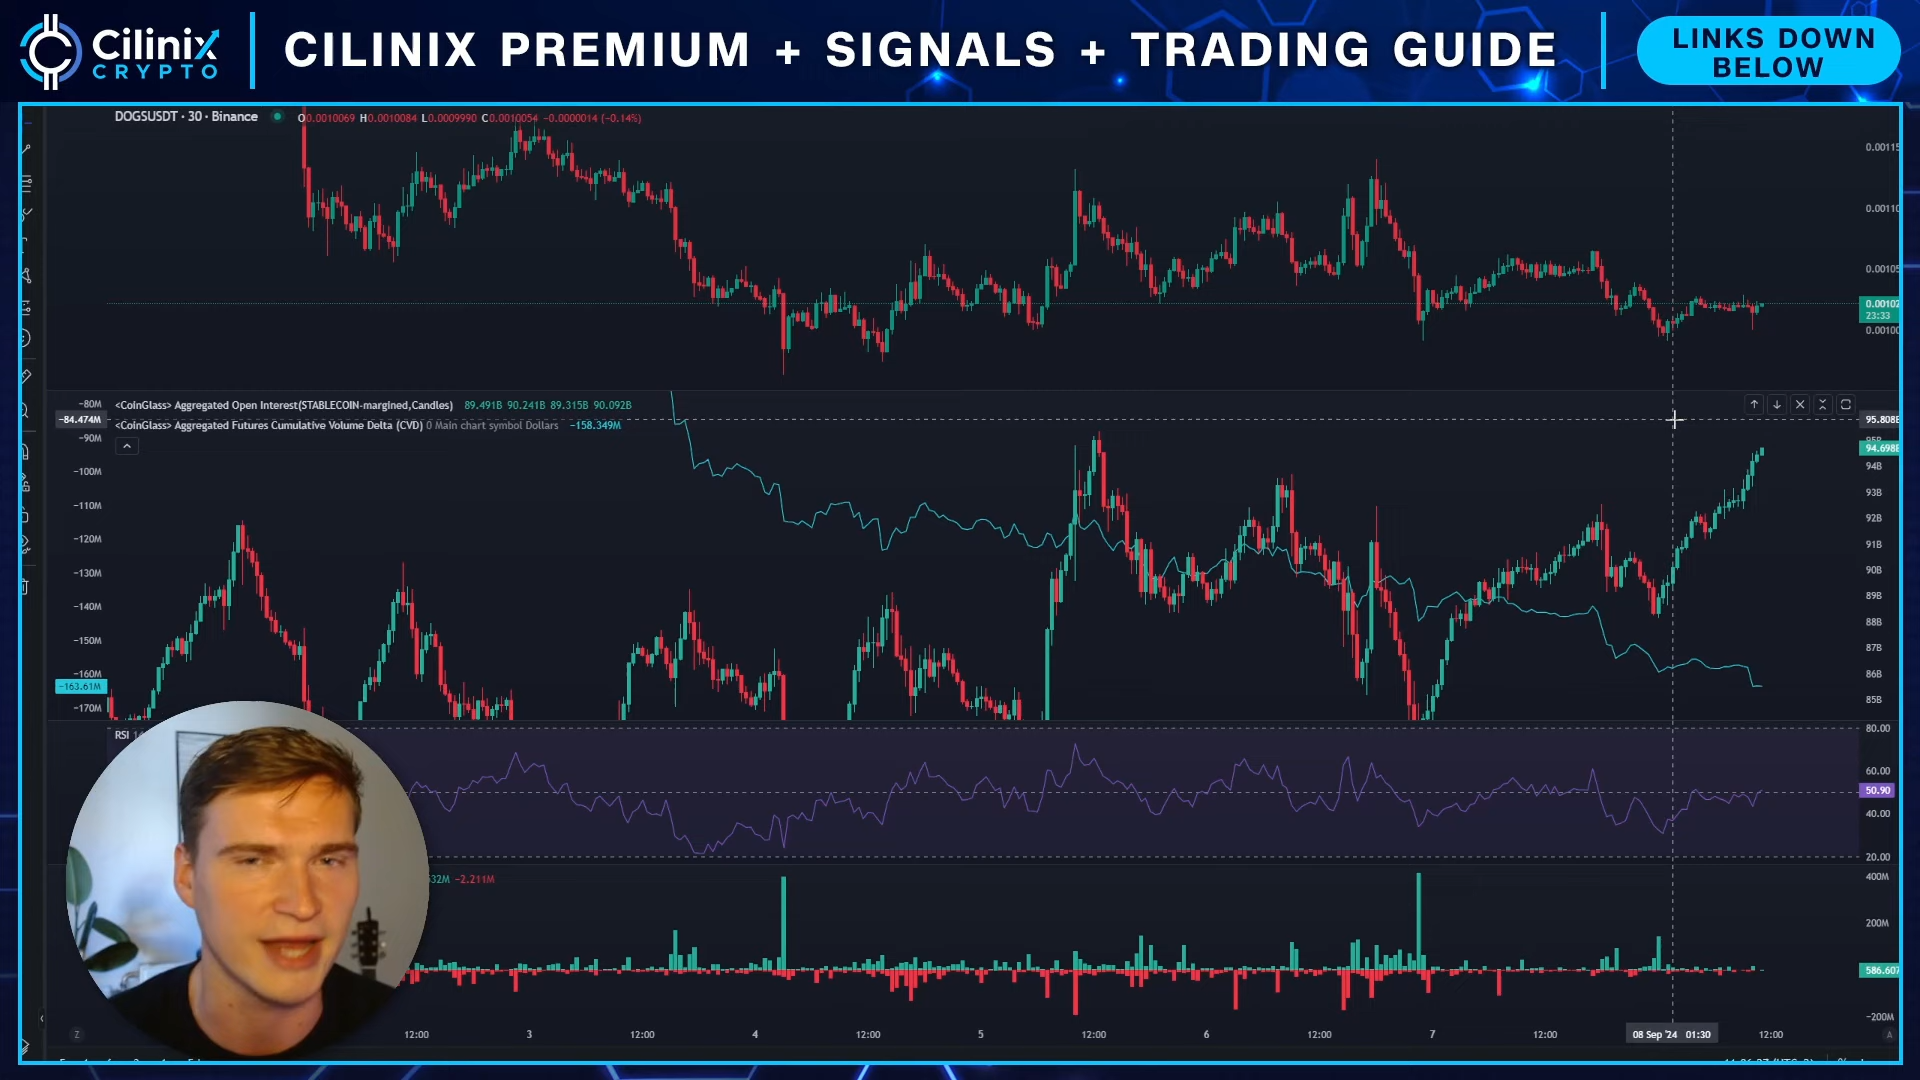 Cilinix
CRYPTO
CILINIX PREMIUM + SIGNALS + TRADING GUIDE
LINKS DOWN
BELOW
DOGSUSDT · 30 · Binance
O0.0010069 H0.0010084 L0.0009990 C0.0010054 -0.0000014 (-0.14%)
0.00115
0.00110
0.00105
0.00102
23:33
0.00100
−80M
<CoinGlass> Aggregated Open Interest(STABLECOIN-margined,Candles) 89.491B 90.241B 89.315B 90.092B
−84.474M
95.808B
<CoinGlass> Aggregated Futures Cumulative Volume Delta (CVD) 0 Main chart symbol Dollars −158.349M
−90M
95B
94.698B
94B
−100M
93B
−110M
92B
−120M
91B
−130M
90B
89B
−140M
88B
−150M
87B
−160M
86B
−163.61M
85B
−170M
RSI
80.00
60.00
50.90
40.00
20.00
532M −2.211M
400M
200M
586.607
−200M
Z
12:00
3
12:00
4
12:00
5
12:00
6
12:00
7
12:00
08 Sep '24 01:30
12:00
A